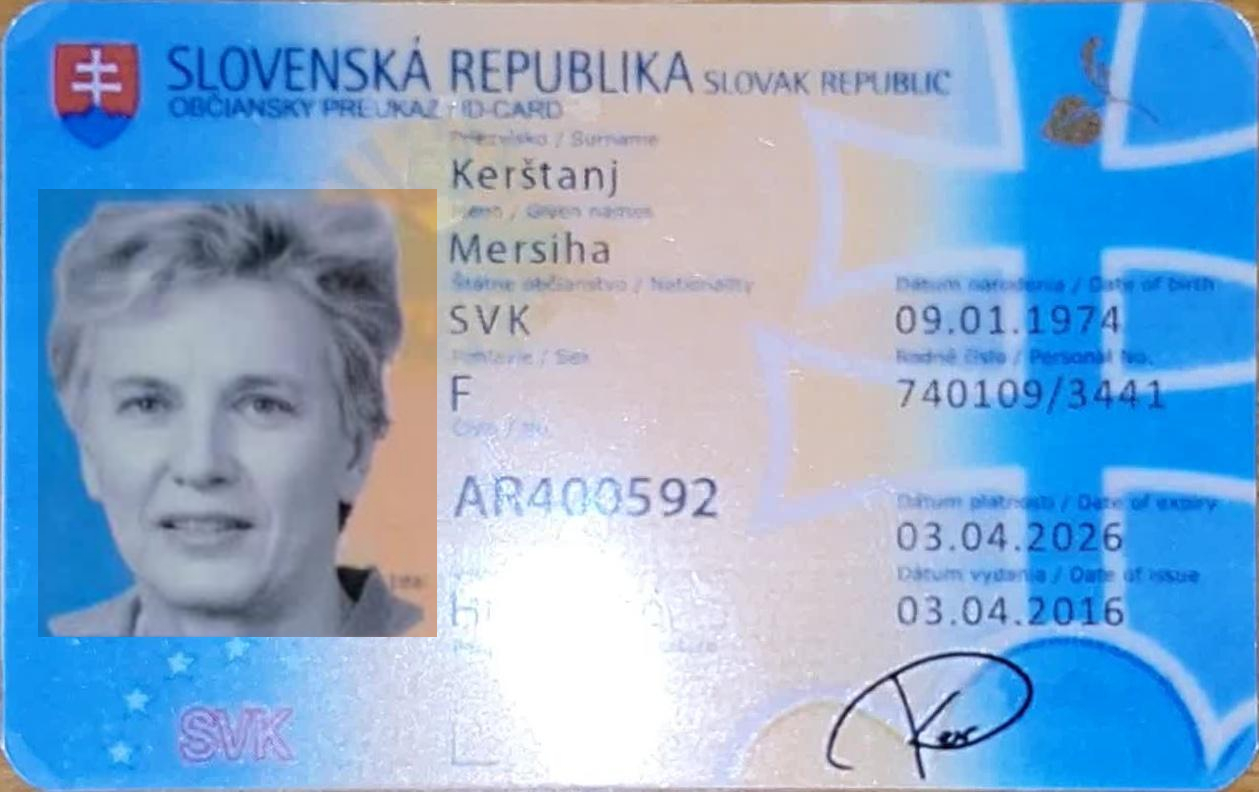 SLOVENSKÁ REPUBLIKA SLOVAK REPUBLIC
OBČIANSKY PREUKAZ / ID-CARD
Priezvisko / Surname
Kerštanj
Meno / Given names
Mersiha
Štátne občianstvo / Nationality
SVK
Pohlavie / Sex
F
Číslo / No.
AR400592
Dátum narodenia / Date of birth
09.01.1974
Rodné číslo / Personal No.
740109/3441
Dátum platnosti / Date of expiry
03.04.2026
Dátum vydania / Date of issue
03.04.2016
SVK